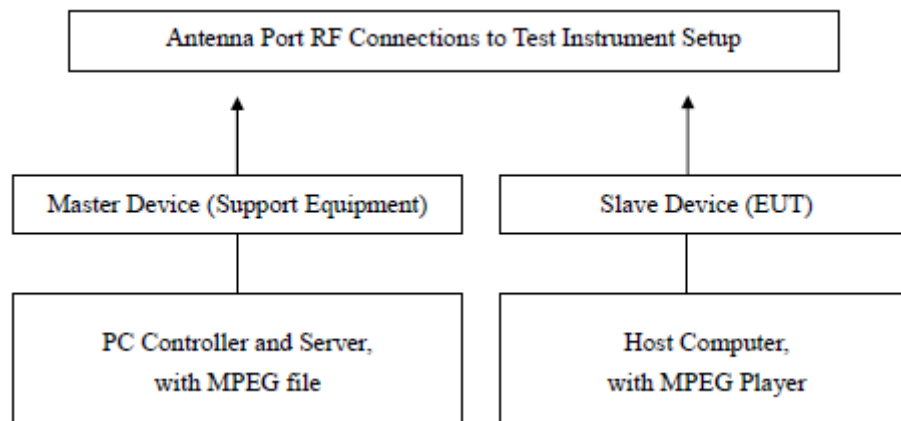 Antenna Port RF Connections to Test Instrument Setup
Master Device (Support Equipment)
Slave Device (EUT)
PC Controller and Server,
with MPEG file
Host Computer,
with MPEG Player